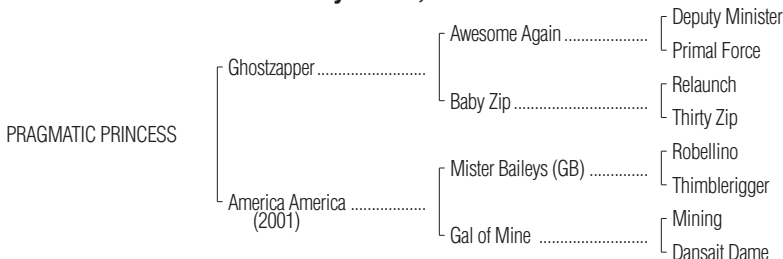 Deputy Minister
Awesome Again
Primal Force
Ghostzapper
Relaunch
Baby Zip
Thirty Zip
PRAGMATIC PRINCESS
Robellino
Mister Baileys (GB)
Thimblerigger
America America
(2001)
Mining
Gal of Mine
Dansait Dame